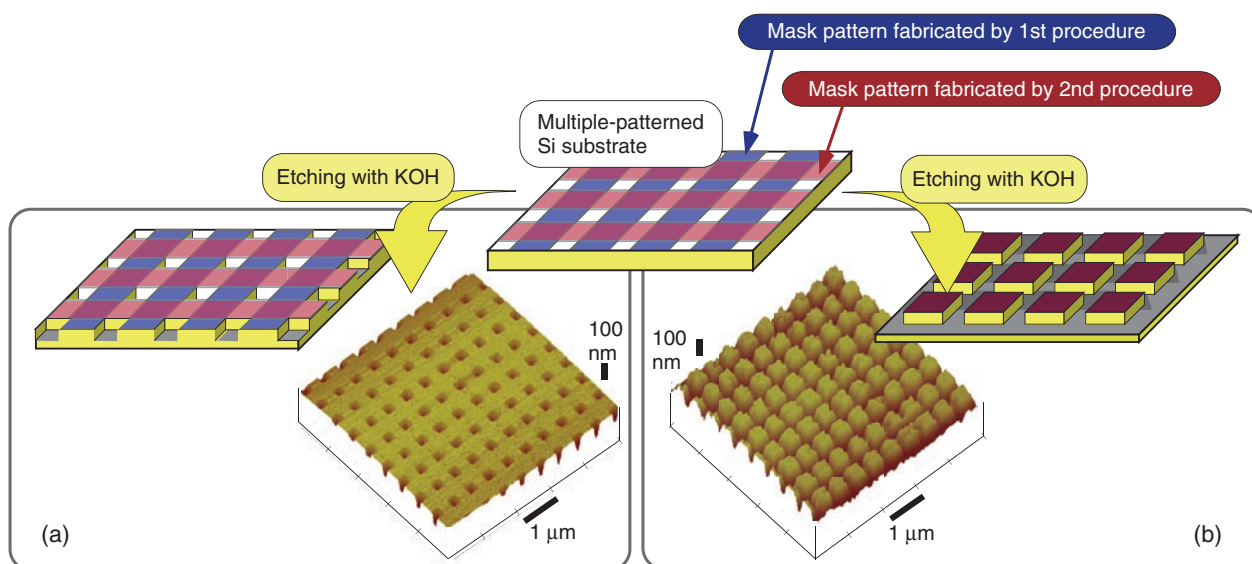 Mask pattern fabricated by 1st procedure
Mask pattern fabricated by 2nd procedure
Multiple-patterned
Si substrate
Etching with KOH
Etching with KOH
100
nm
1 μm
(a)
100
nm
1 μm
(b)